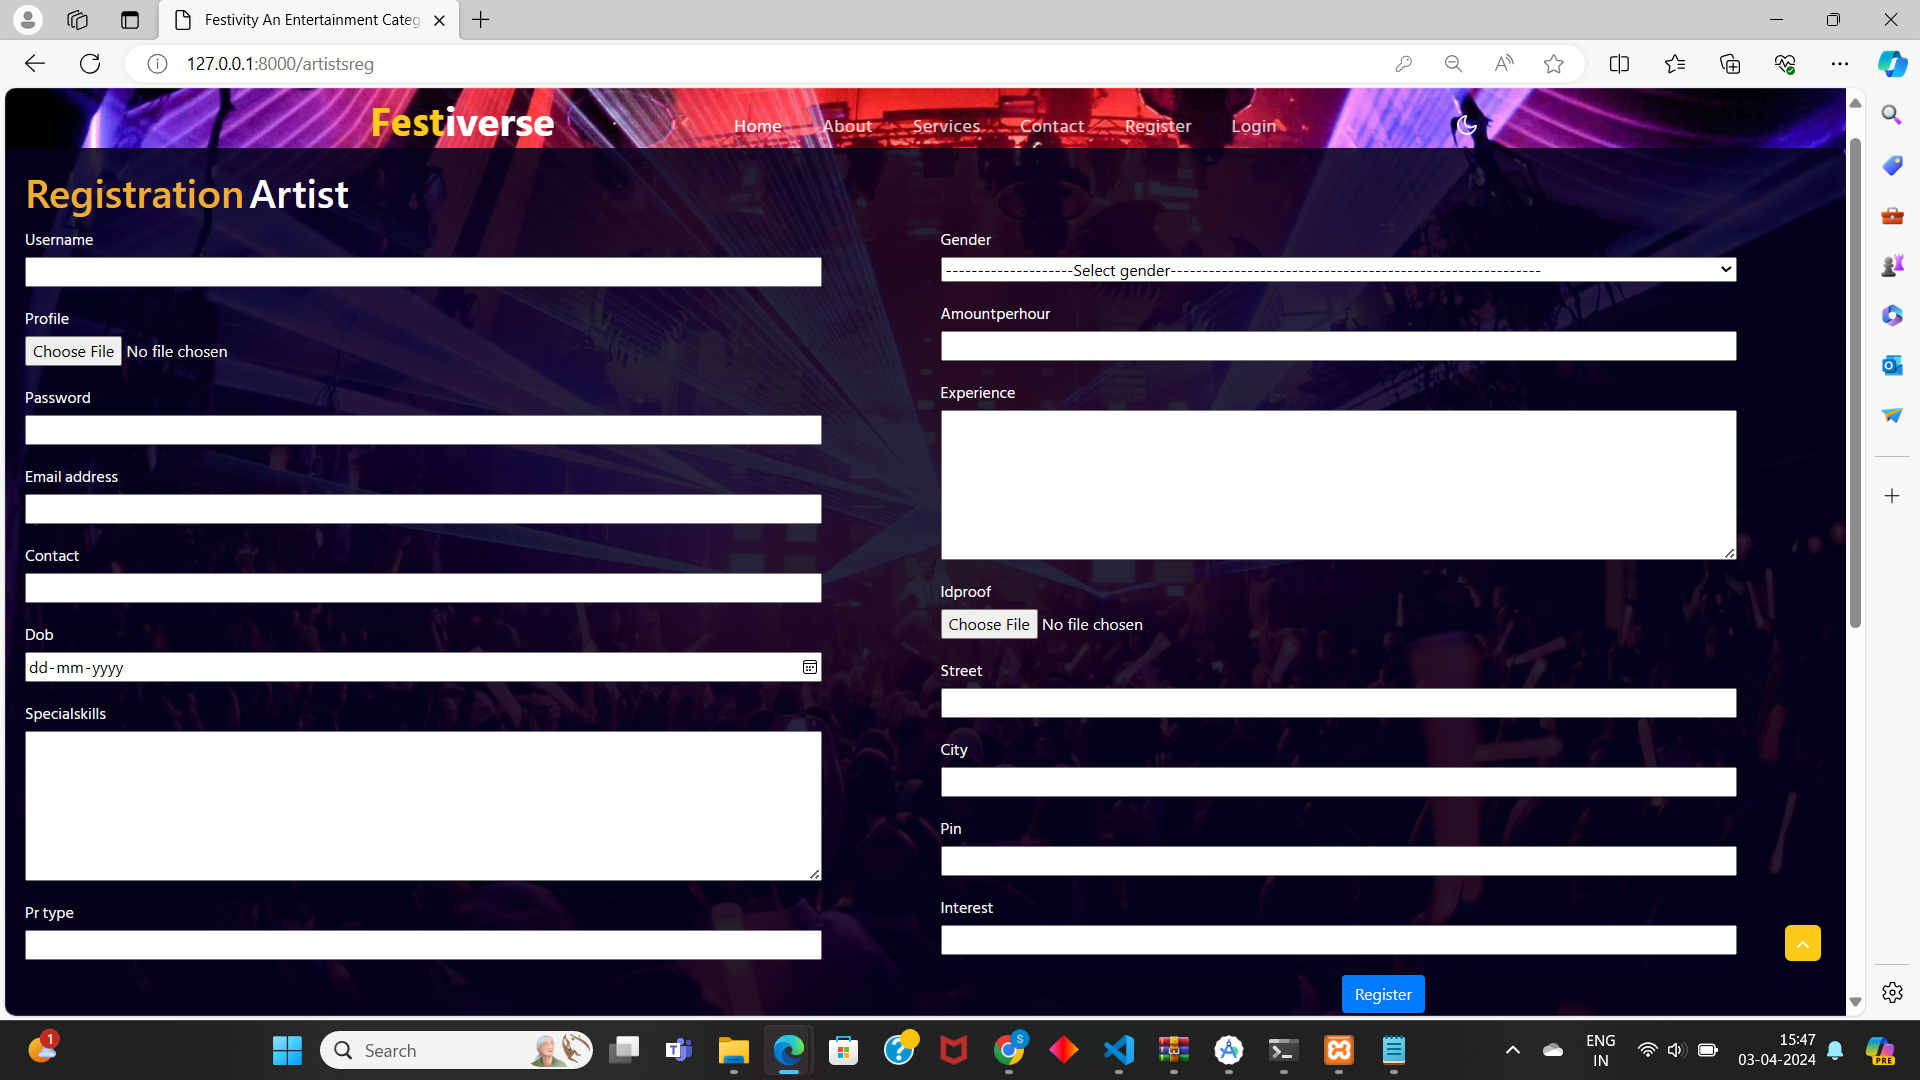 Festivity An Entertainment Categ
127.0.0.1:8000/artistsreg
Festiverse
Home About Services Contact Register Login
Registration Artist
Username
Profile
Choose File No file chosen
Password
Email address
Contact
Dob
dd-mm-yyyy
Specialskills
Pr type
Gender
--------------------Select gender----------------------------------------------------------
Amountperhour
Experience
Idproof
Choose File No file chosen
Street
City
Pin
Interest
Register
1
Search
S
ENG
IN
15:47
03-04-2024
PRE